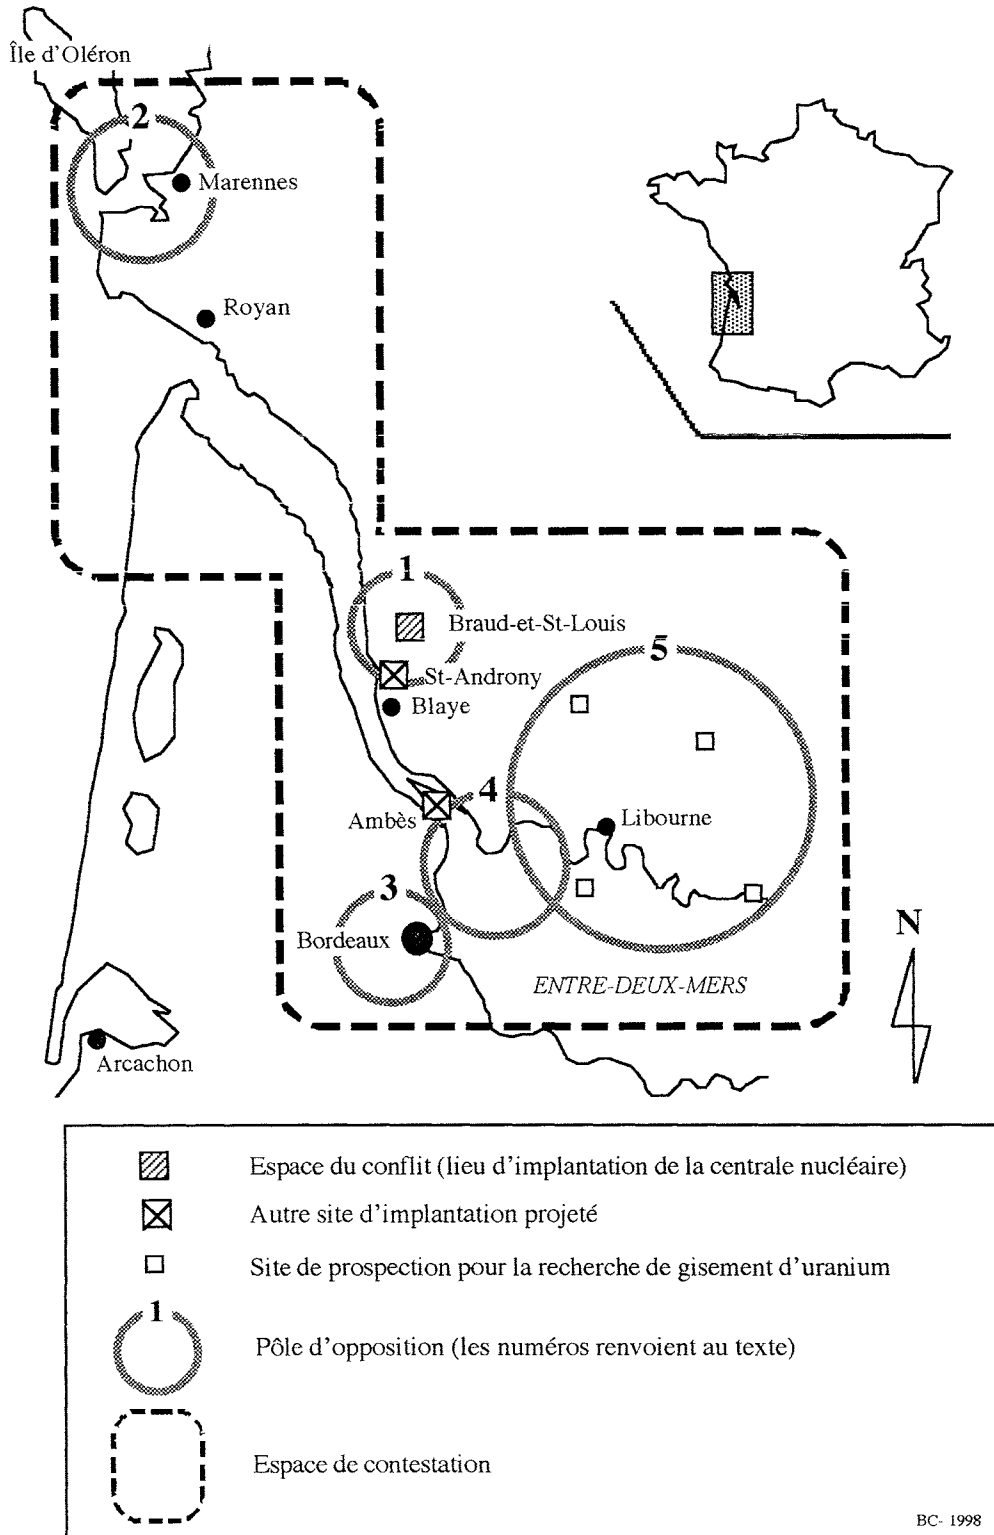 Île d'Oléron
2
Marennes
Royan
1
Braud-et-St-Louis
5
St-Androny
Blaye
4
Ambès
Libourne
3
Bordeaux
N
ENTRE-DEUX-MERS
Arcachon
Espace du conflit (lieu d'implantation de la centrale nucléaire)
Autre site d'implantation projeté
Site de prospection pour la recherche de gisement d'uranium
1
Pôle d'opposition (les numéros renvoient au texte)
Espace de contestation
BC- 1998